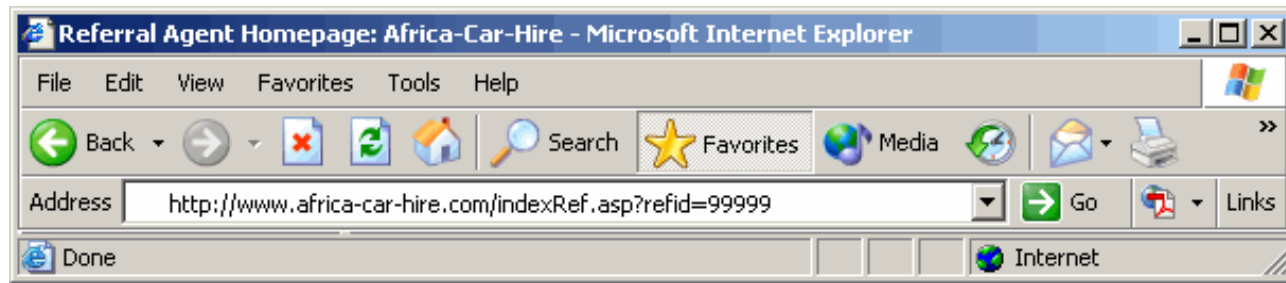 Referral Agent Homepage: Africa-Car-Hire - Microsoft Internet Explorer
File Edit View Favorites Tools Help
Back Search Favorites Media »
Address http://www.africa-car-hire.com/indexRef.asp?refid=99999 Go Links
Done Internet